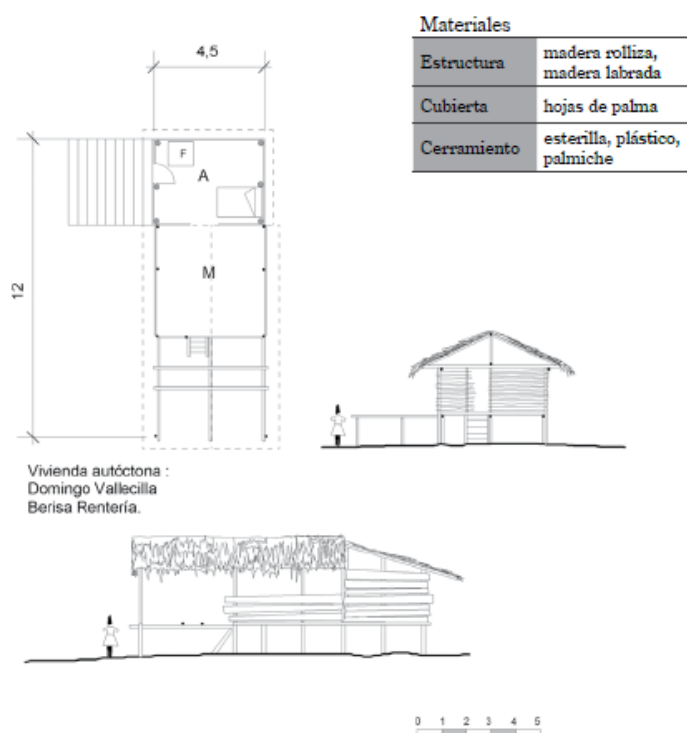 Materiales
Estructura
madera rolliza,
madera labrada
Cubierta
hojas de palma
Cerramiento
esterilla, plástico,
palmiche
4,5
F
A
M
12
Vivienda autóctona :
Domingo Vallecilla
Berisa Rentería.
0 1 2 3 4 5